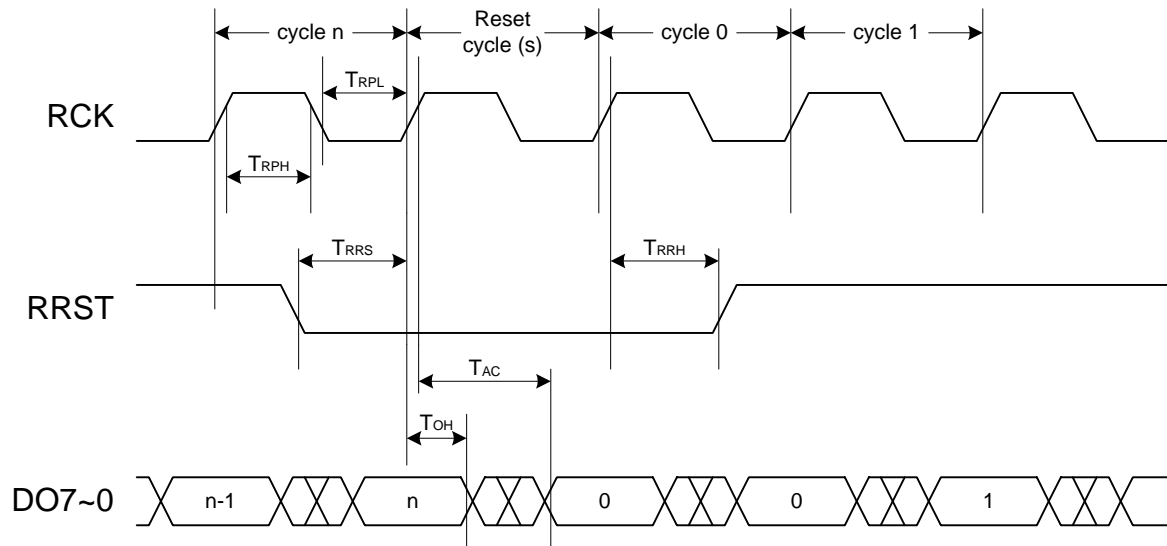 cycle n
Reset
cycle (s)
cycle 0
cycle 1
TRPL
RCK
TRPH
TRRS
TRRH
RRST
TAC
TOH
DO7~0
n-1
n
0
0
1